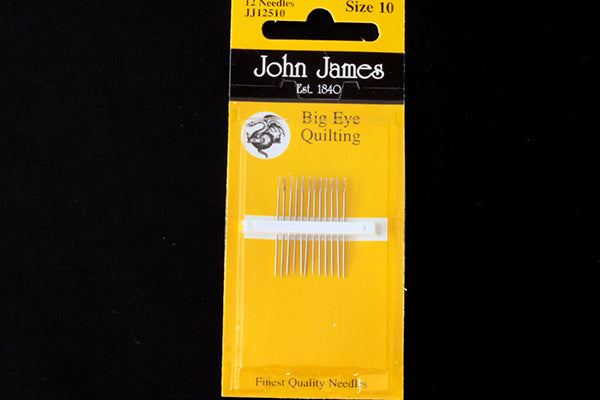 12 Needles
JJ12510
Size 10
John James
Est. 1840
Big Eye
Quilting
Finest Quality Needles